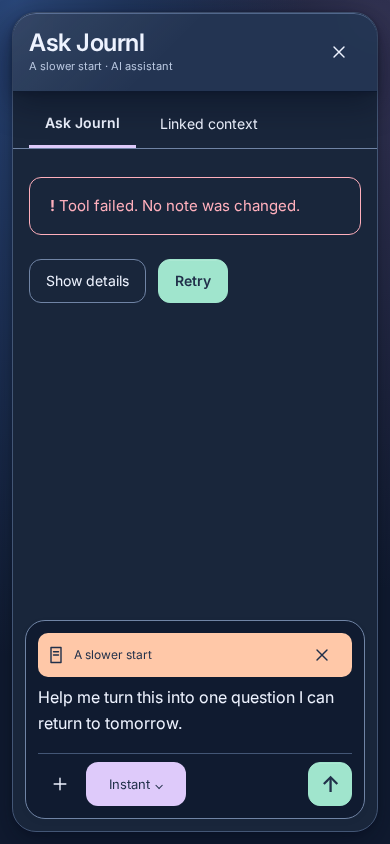 Ask Journl
A slower start · AI assistant
Ask Journl
Linked context
! Tool failed. No note was changed.
Show details
Retry
A slower start
Help me turn this into one question I can
return to tomorrow.
Instant